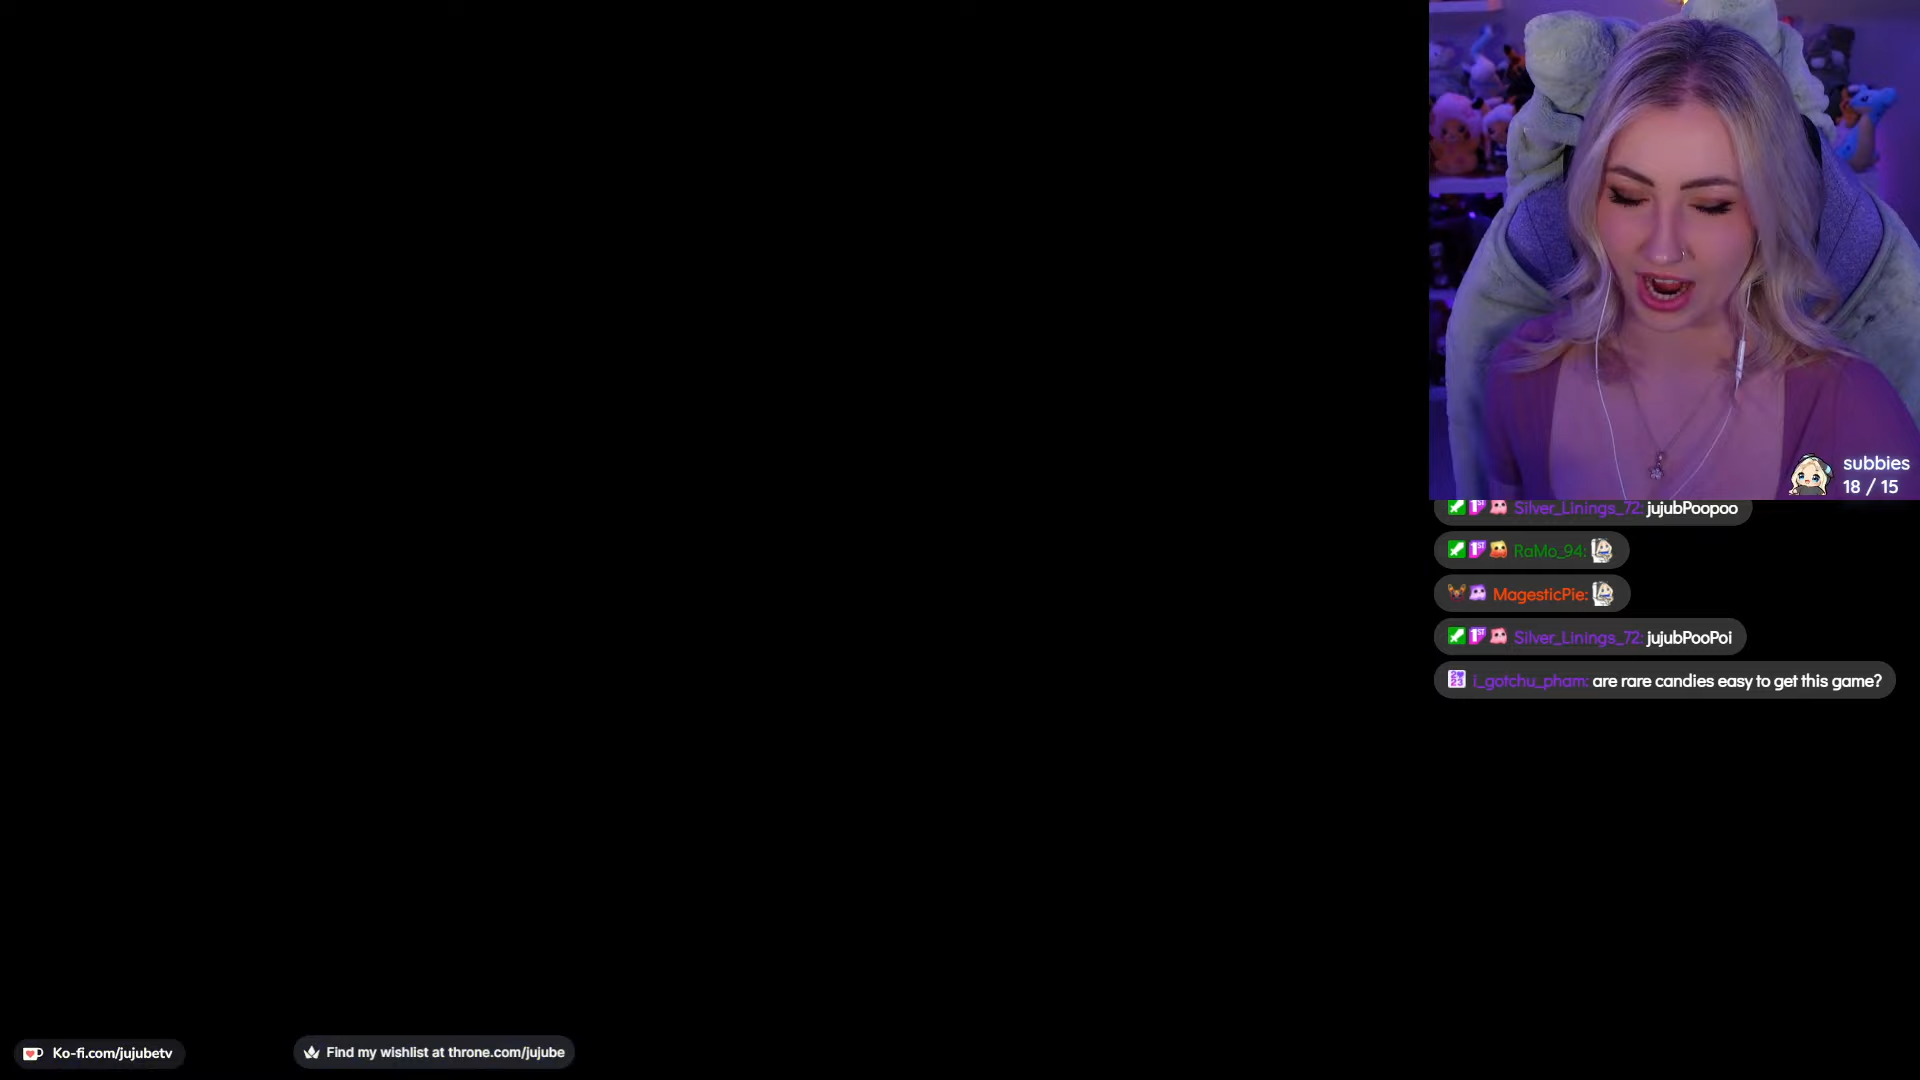 subbies
18 / 15
Silver_Linings_72: jujubPoopoo
RaMo_94:
MagesticPie:
Silver_Linings_72: jujubPooPoi
i_gotchu_pham: are rare candies easy to get this game?
Ko-fi.com/jujubetv
Find my wishlist at throne.com/jujube